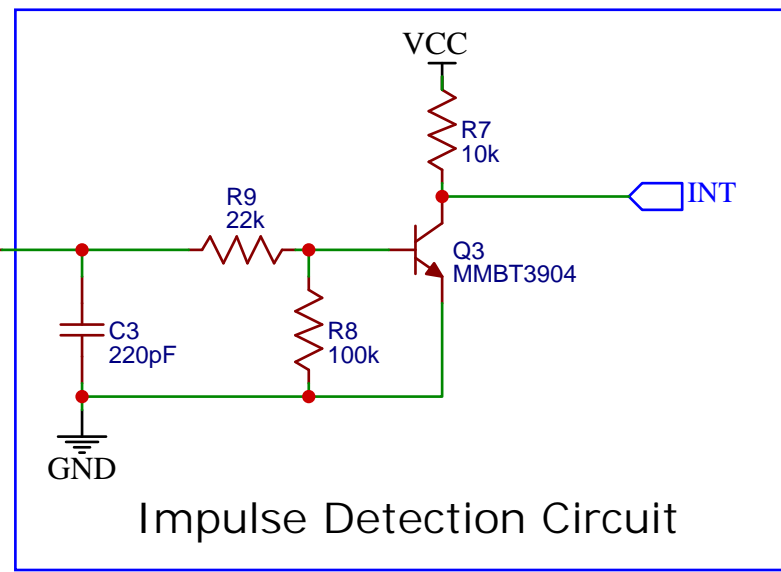 VCC
R7
10k
INT
R9
22k
Q3
MMBT3904
C3
220pF
R8
100k
GND
Impulse Detection Circuit